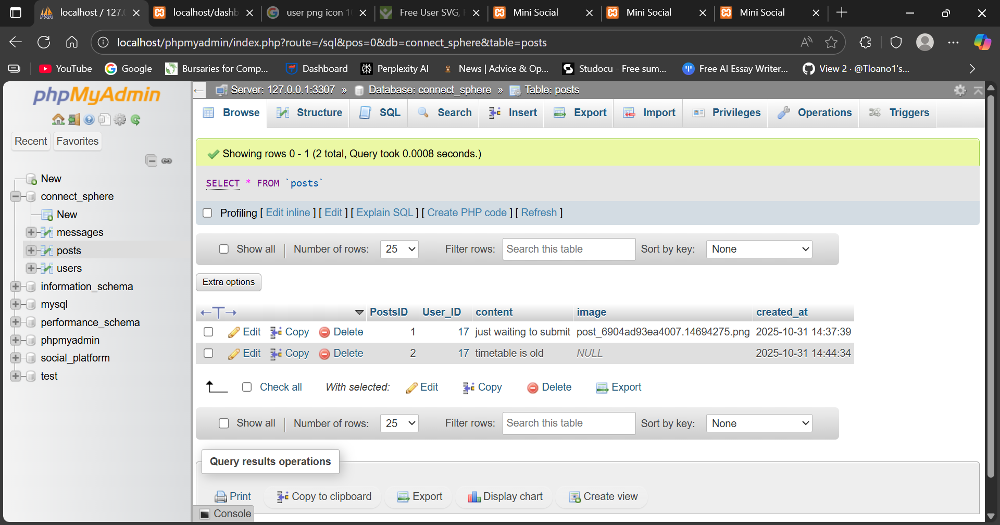 localhost / 127.
localhost/dashb
user png icon 1
Free User SVG,
Mini Social
Mini Social
Mini Social
localhost/phpmyadmin/index.php?route=/sql&pos=0&db=connect_sphere&table=posts
YouTube
Google
Bursaries for Comp...
Dashboard
Perplexity AI
News | Advice & Op...
Studocu - Free sum...
Free AI Essay Writer...
View 2 · @Tloano1's...
phpMyAdmin
Recent
Favorites
New
connect_sphere
New
messages
posts
users
information_schema
mysql
performance_schema
phpmyadmin
social_platform
test
Server: 127.0.0.1:3307 » Database: connect_sphere » Table: posts
Browse
Structure
SQL
Search
Insert
Export
Import
Privileges
Operations
Triggers
Showing rows 0 - 1 (2 total, Query took 0.0008 seconds.)
SELECT * FROM `posts`
Profiling [ Edit inline ] [ Edit ] [ Explain SQL ] [ Create PHP code ] [ Refresh ]
Show all | Number of rows: 25 Filter rows: Search this table Sort by key: None
Extra options
←T→ PostsID User_ID content image created_at
Edit Copy Delete 1 17 just waiting to submit post_6904ad93ea4007.14694275.png 2025-10-31 14:37:39
Edit Copy Delete 2 17 timetable is old NULL 2025-10-31 14:44:34
Check all With selected: Edit Copy Delete Export
Show all | Number of rows: 25 Filter rows: Search this table Sort by key: None
Query results operations
Print
Copy to clipboard
Export
Display chart
Create view
Console